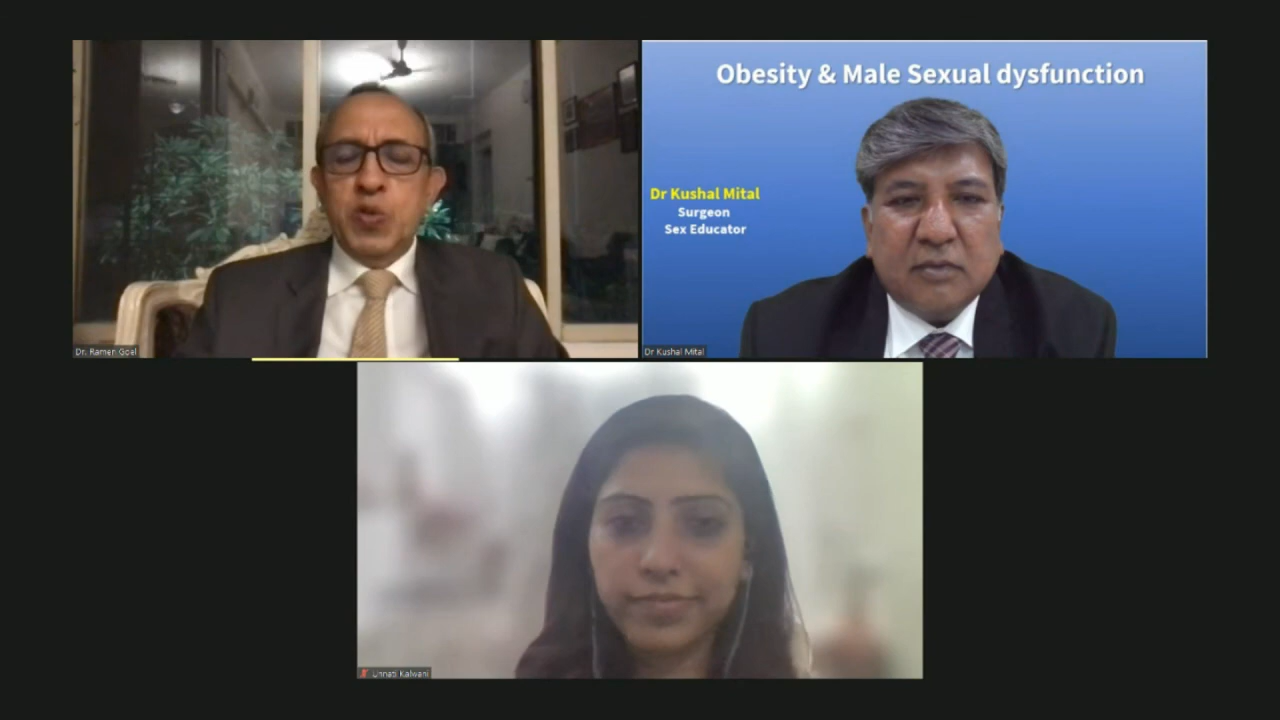 Obesity & Male Sexual dysfunction
Dr Kushal Mital
Surgeon
Sex Educator
Dr. Ramen Goel
Dr Kushal Mital
Unnati Kalwani